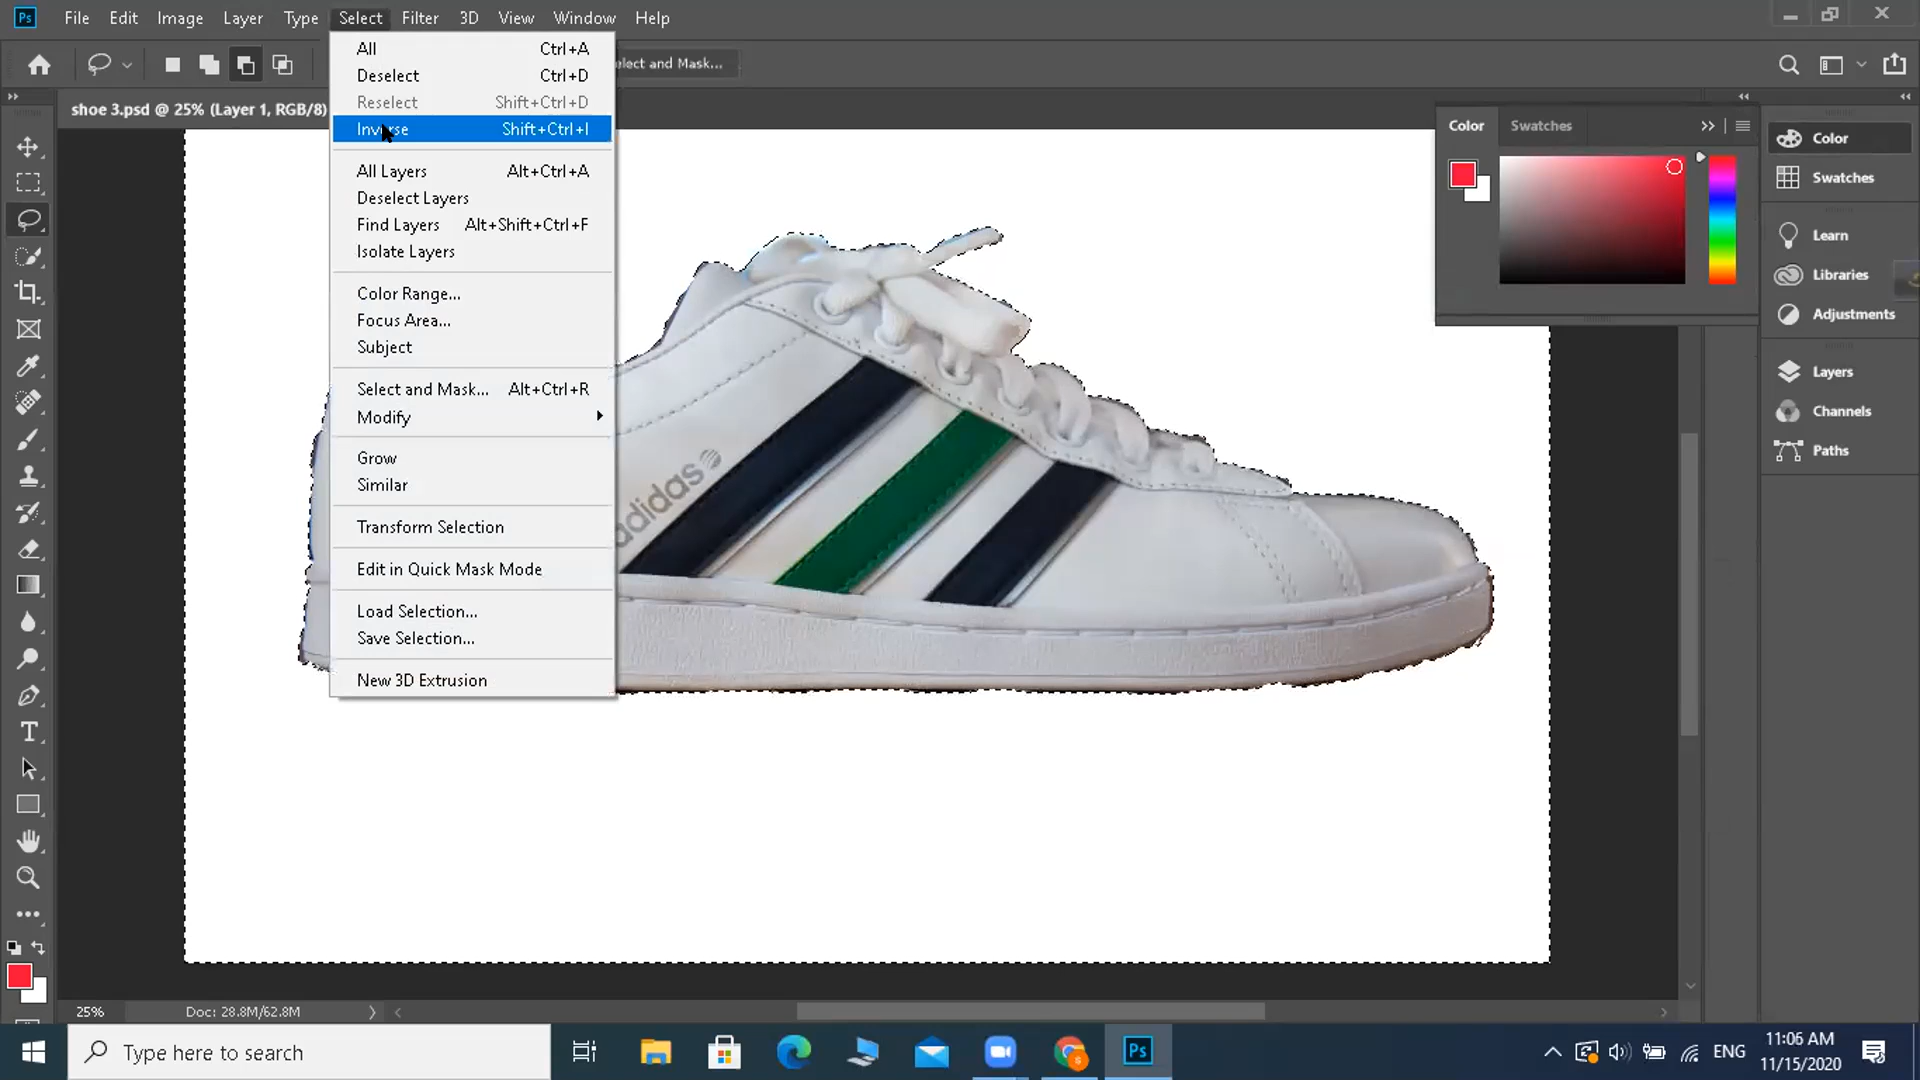 Ps File Edit Image Layer Type Select Filter 3D View Window Help
elect and Mask...
shoe 3.psd @ 25% (Layer 1, RGB/8)
All Ctrl+A
Deselect Ctrl+D
Reselect Shift+Ctrl+D
Inverse Shift+Ctrl+I
All Layers Alt+Ctrl+A
Deselect Layers
Find Layers Alt+Shift+Ctrl+F
Isolate Layers
Color Range...
Focus Area...
Subject
Select and Mask... Alt+Ctrl+R
Modify
Grow
Similar
Transform Selection
Edit in Quick Mask Mode
Load Selection...
Save Selection...
New 3D Extrusion
adidas
Color Swatches
Color
Swatches
Learn
Libraries
Adjustments
Layers
Channels
Paths
25% Doc: 28.8M/62.8M
Type here to search
Ps
ENG
11:06 AM
11/15/2020